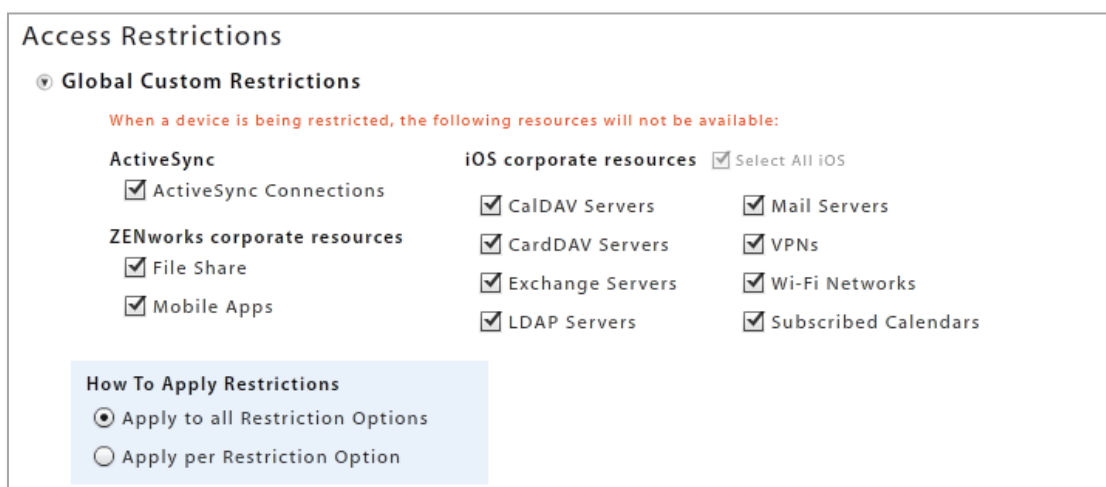 Access Restrictions
Global Custom Restrictions
When a device is being restricted, the following resources will not be available:
ActiveSync
ActiveSync Connections
ZENworks corporate resources
File Share
Mobile Apps
iOS corporate resources
Select All iOS
CalDAV Servers
CardDAV Servers
Exchange Servers
LDAP Servers
Mail Servers
VPNs
Wi-Fi Networks
Subscribed Calendars
How To Apply Restrictions
Apply to all Restriction Options
Apply per Restriction Option